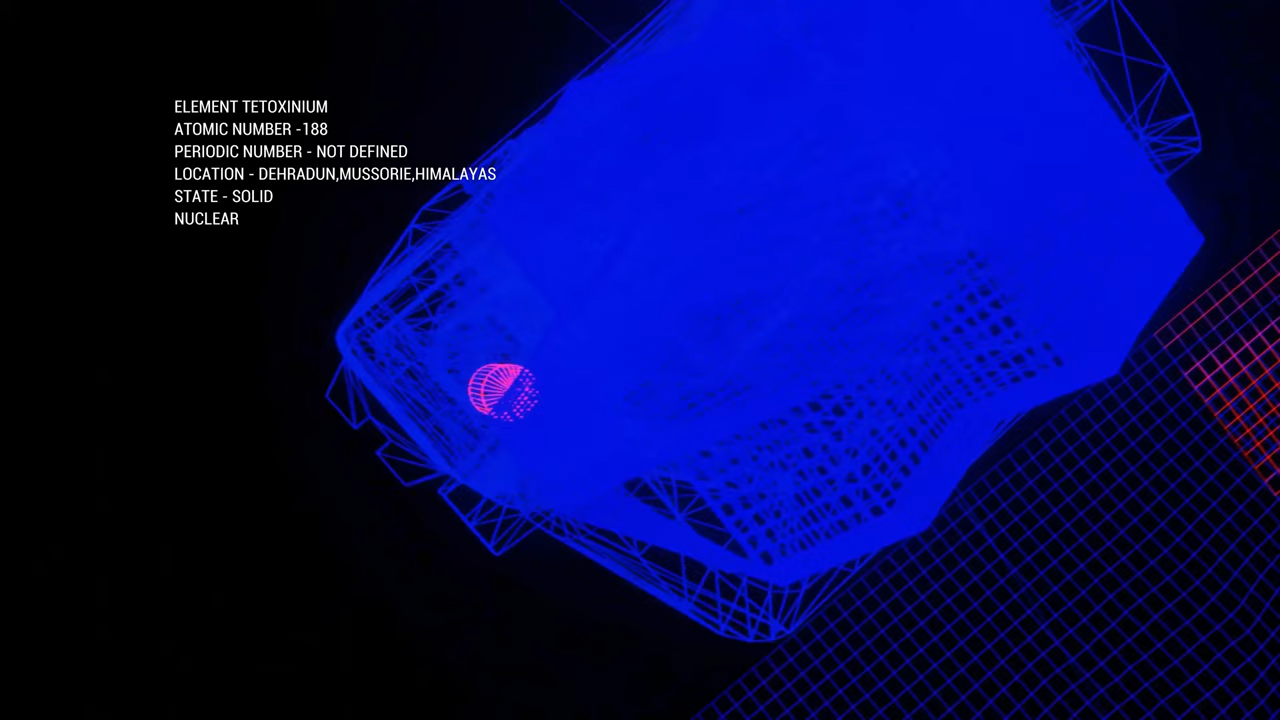 ELEMENT TETOXINIUM
ATOMIC NUMBER -188
PERIODIC NUMBER - NOT DEFINED
LOCATION - DEHRADUN,MUSSORIE,HIMALAYAS
STATE - SOLID
NUCLEAR